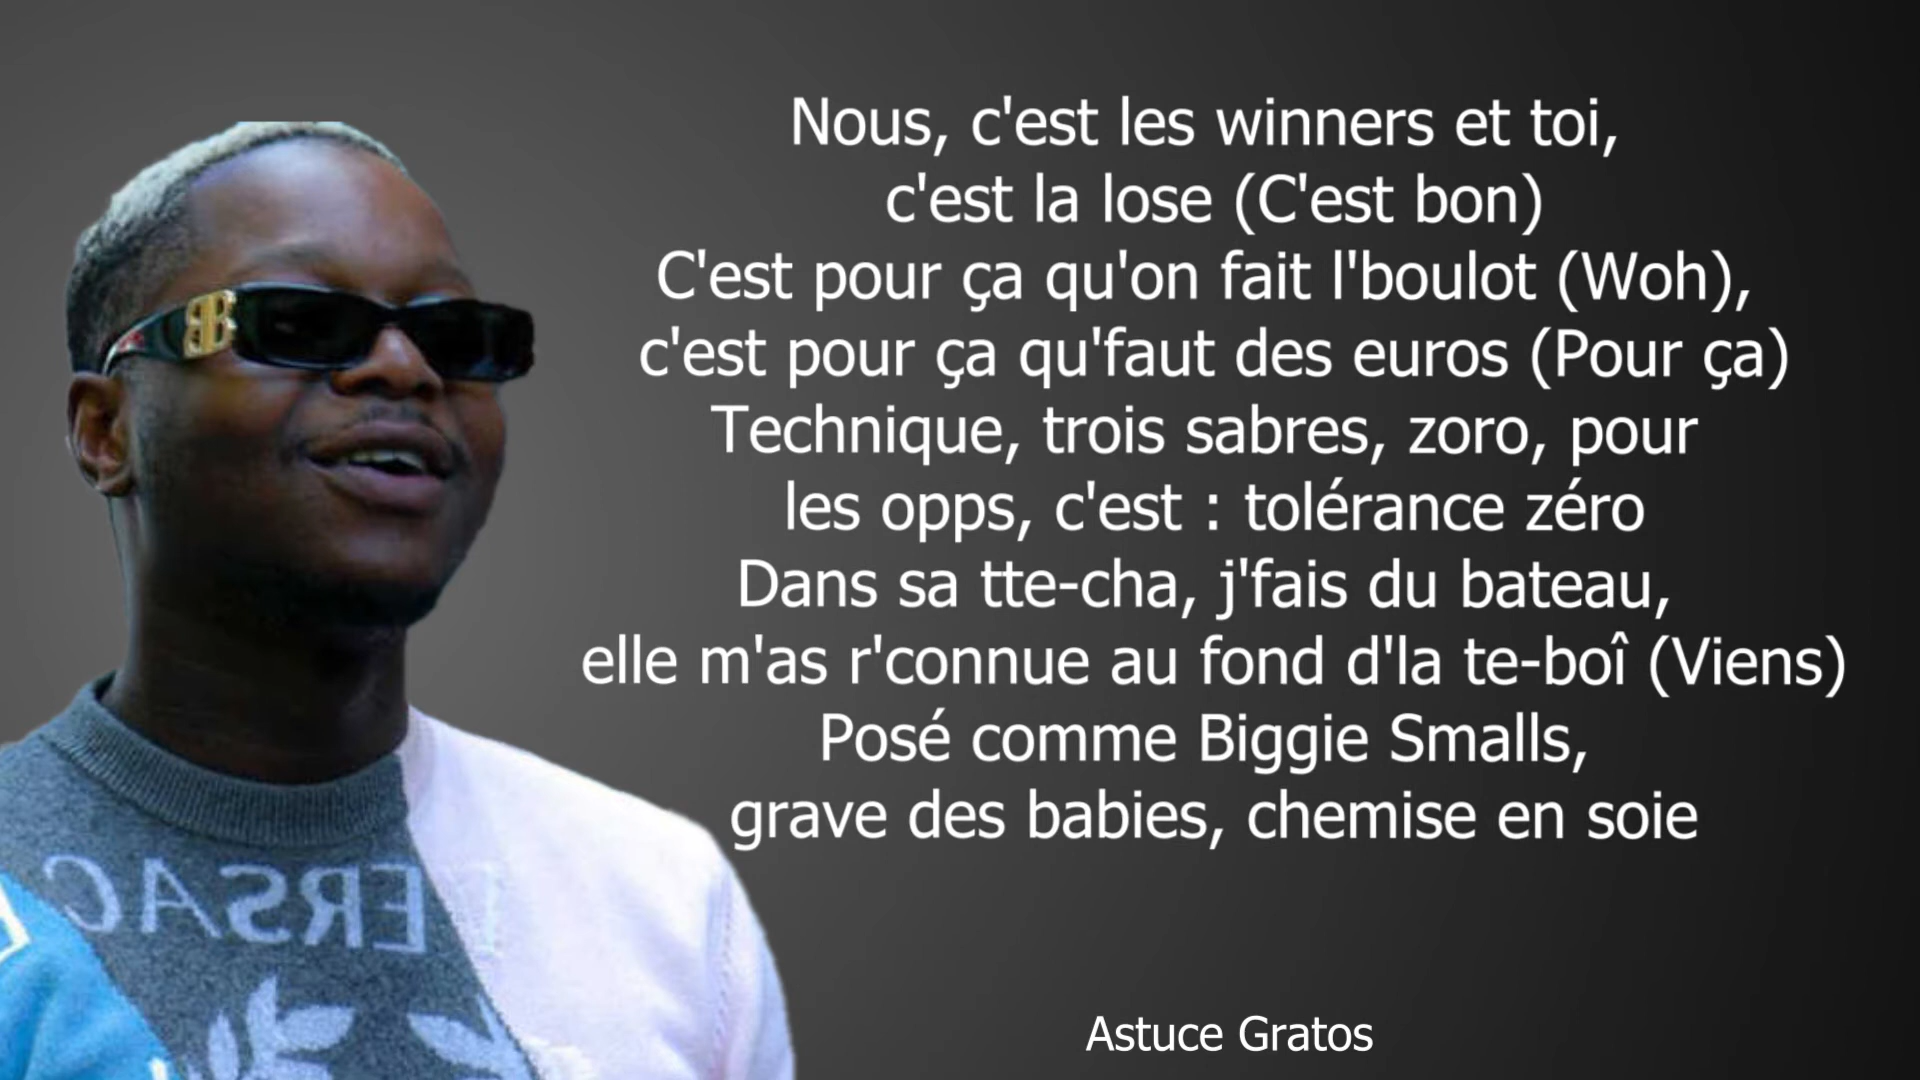 Nous, c'est les winners et toi,
c'est la lose (C'est bon)
C'est pour ça qu'on fait l'boulot (Woh),
c'est pour ça qu'faut des euros (Pour ça)
Technique, trois sabres, zoro, pour
les opps, c'est : tolérance zéro
Dans sa tte-cha, j'fais du bateau,
elle m'as r'connue au fond d'la te-boî (Viens)
Posé comme Biggie Smalls,
grave des babies, chemise en soie
VERSAC
Astuce Gratos